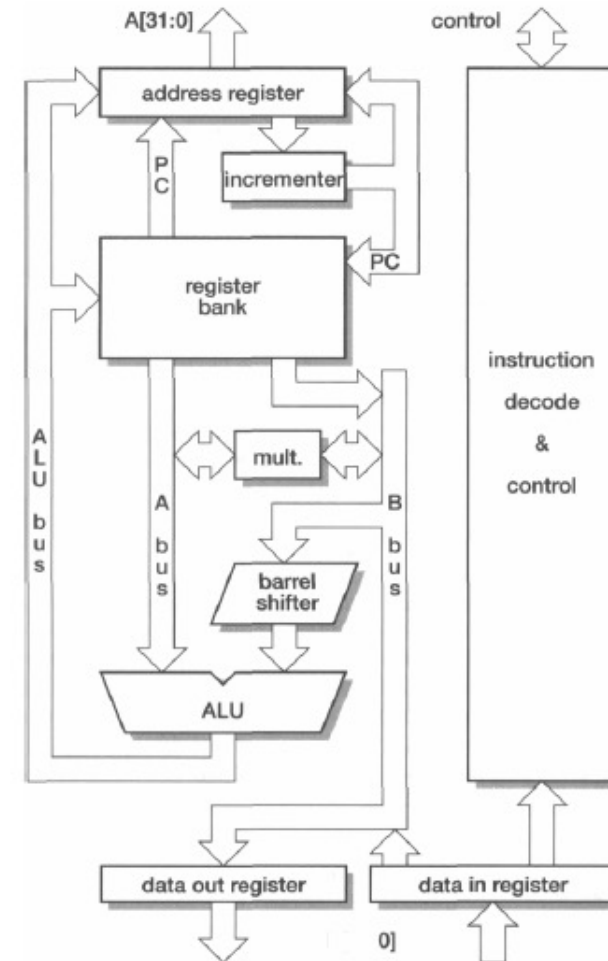 A[31:0]
control
address register
PC
incrementer
PC
register
bank
instruction
decode
&
control
mult.
ALU bus
A bus
B bus
barrel
shifter
ALU
data out register
data in register
0]